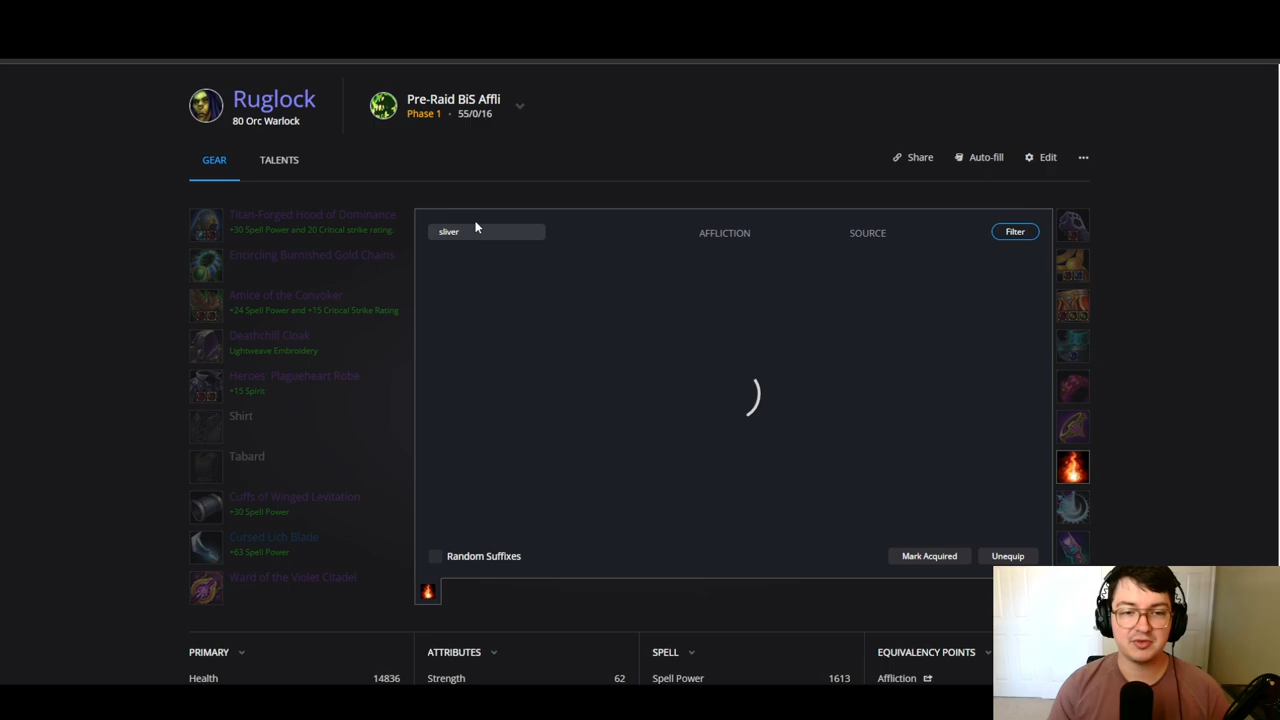 Ruglock
80 Orc Warlock
Pre-Raid BiS Affli
Phase 1 · 55/0/16
GEAR
TALENTS
Share
Auto-fill
Edit
Titan-Forged Hood of Dominance
+30 Spell Power and 20 Critical strike rating.
Encircling Burnished Gold Chains
Amice of the Convoker
+24 Spell Power and +15 Critical Strike Rating
Deathchill Cloak
Lightweave Embroidery
Heroes' Plagueheart Robe
+15 Spirit
Shirt
Tabard
Cuffs of Winged Levitation
+30 Spell Power
Cursed Lich Blade
+63 Spell Power
Ward of the Violet Citadel
sliver
AFFLICTION
SOURCE
Filter
Random Suffixes
Mark Acquired
Unequip
PRIMARY
Health 14836
ATTRIBUTES
Strength 62
SPELL
Spell Power 1613
EQUIVALENCY POINTS
Affliction